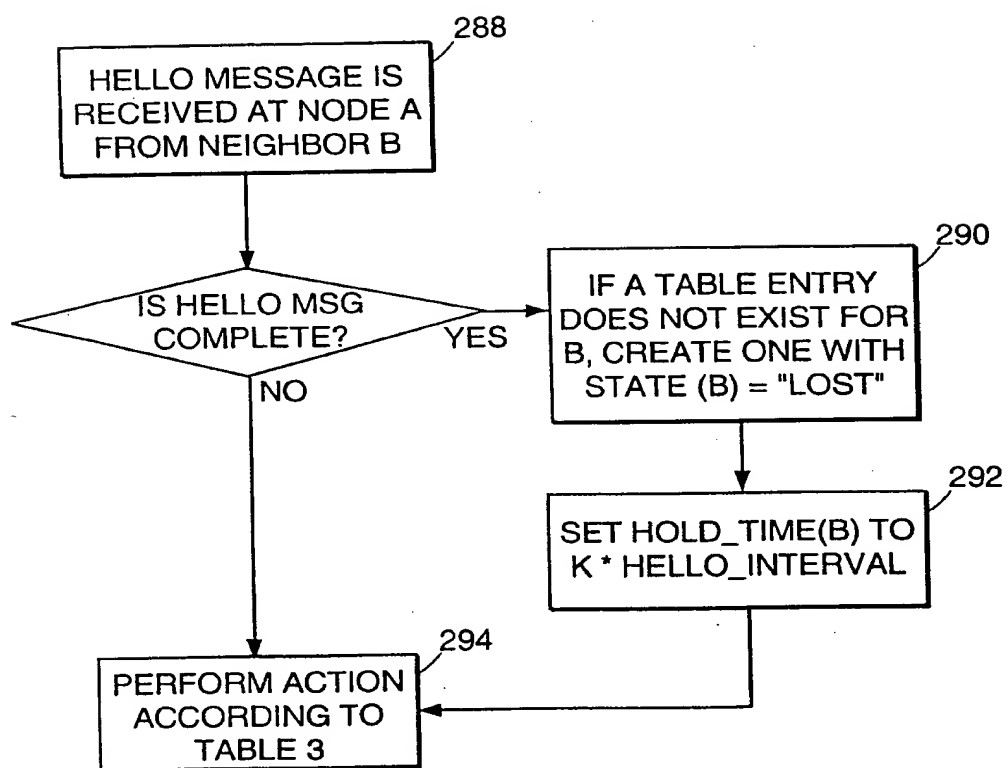 288
HELLO MESSAGE IS
RECEIVED AT NODE A
FROM NEIGHBOR B
IS HELLO MSG
COMPLETE?
YES
NO
290
IF A TABLE ENTRY
DOES NOT EXIST FOR
B, CREATE ONE WITH
STATE (B) = "LOST"
292
SET HOLD_TIME(B) TO
K * HELLO_INTERVAL
294
PERFORM ACTION
ACCORDING TO
TABLE 3